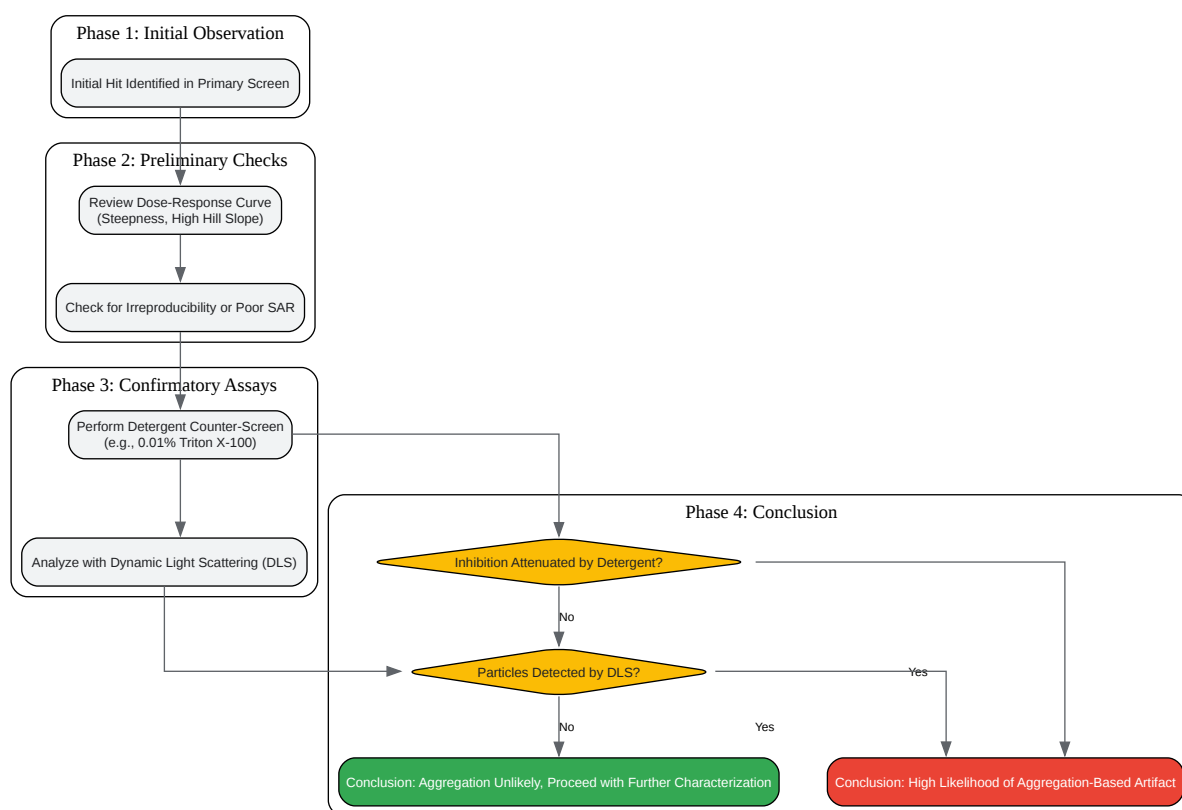 Phase 1: Initial Observation
Initial Hit Identified in Primary Screen
Phase 2: Preliminary Checks
Review Dose-Response Curve
(Steepness, High Hill Slope)
Check for Irreproducibility or Poor SAR
Phase 3: Confirmatory Assays
Perform Detergent Counter-Screen
(e.g., 0.01% Triton X-100)
Analyze with Dynamic Light Scattering (DLS)
Phase 4: Conclusion
Inhibition Attenuated by Detergent?
No
Particles Detected by DLS?
Yes
No
Yes
Conclusion: Aggregation Unlikely, Proceed with Further Characterization
Conclusion: High Likelihood of Aggregation-Based Artifact